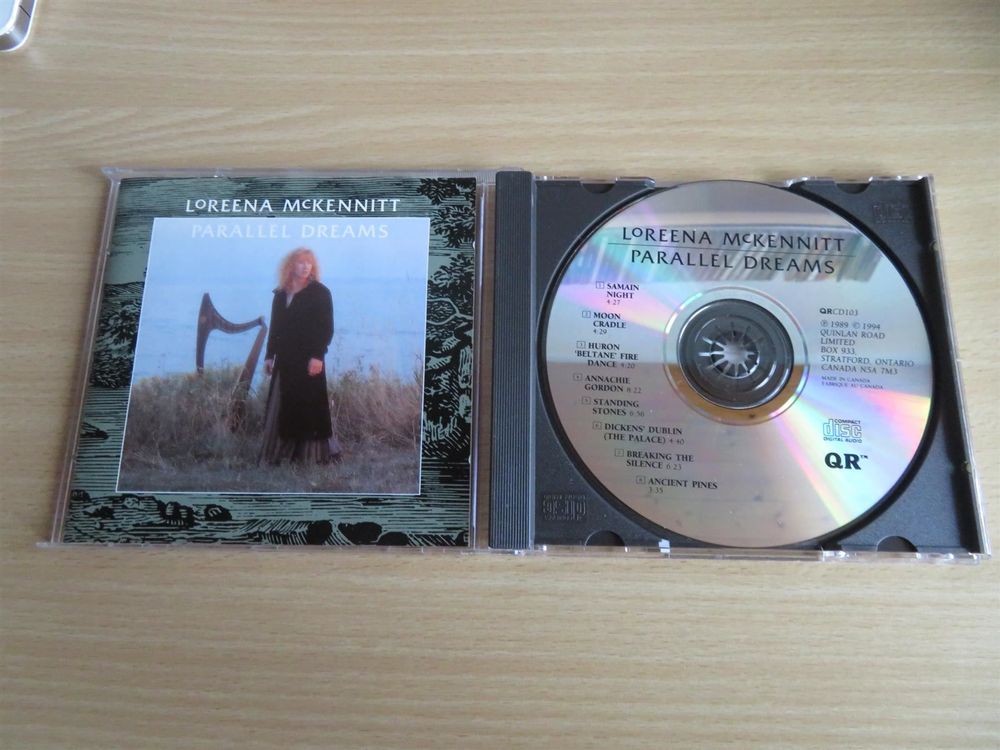 LOREENA McKENNITT
PARALLEL DREAMS
LOREENA McKENNITT
PARALLEL DREAMS
1 SAMAIN
NIGHT
4:27
2 MOON
CRADLE
4:29
3 HURON
'BELTANE' FIRE
DANCE 4:20
4 ANNACHIE
GORDON 8:22
5 STANDING
STONES 6:56
6 DICKENS' DUBLIN
(THE PALACE) 4:40
7 BREAKING THE
SILENCE 6:23
8 ANCIENT PINES
3:35
QRCD103
℗ 1989 © 1994
QUINLAN ROAD
LIMITED
BOX 933,
STRATFORD, ONTARIO
CANADA N5A 7M3
MADE IN CANADA
FABRIQUÉ AU CANADA
COMPACT
disc
DIGITAL AUDIO
QR™